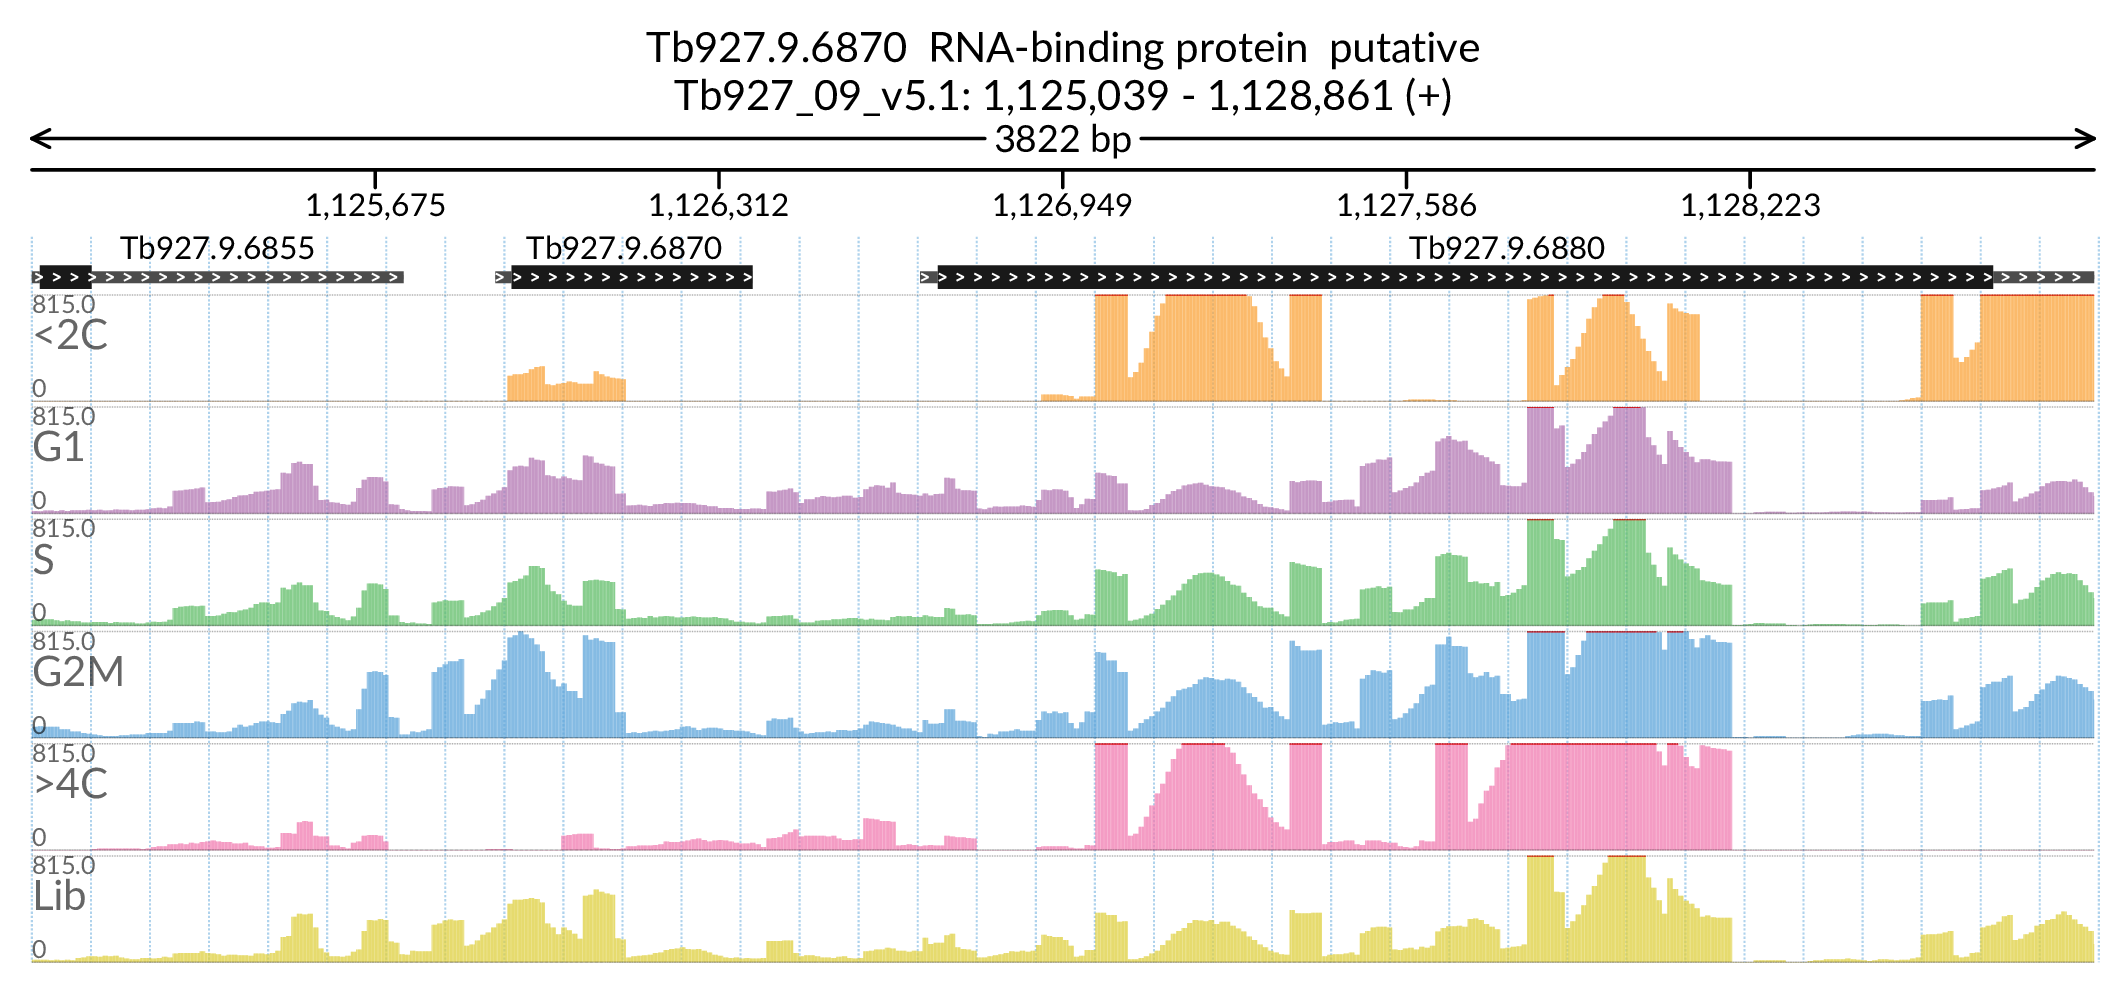 Tb927.9.6870 RNA-binding protein putative
Tb927_09_v5.1: 1,125,039 - 1,128,861 (+)
3822 bp
1,125,675 1,126,312 1,126,949 1,127,586 1,128,223
Tb927.9.6855 Tb927.9.6870 Tb927.9.6880
815.0
<2C
0
815.0
G1
0
815.0
S
0
815.0
G2M
0
815.0
>4C
0
815.0
Lib
0